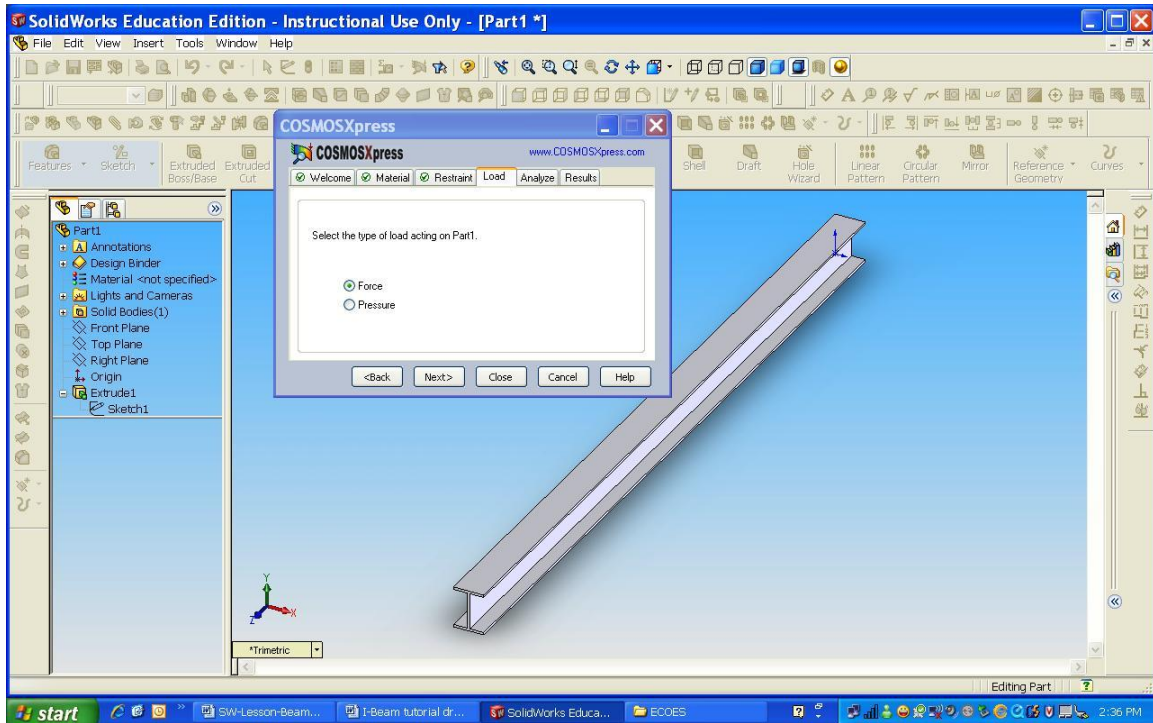 SolidWorks Education Edition - Instructional Use Only - [Part1 *]
File Edit View Insert Tools Window Help
Features Sketch Extruded Boss/Base Extruded Cut Shell Draft Hole Wizard Linear Pattern Circular Pattern Mirror Reference Geometry Curves
COSMOSXpress
COSMOSXpress www.COSMOSXpress.com
Welcome Material Restraint Load Analyze Results
Select the type of load acting on Part1.
Force
Pressure
<Back Next> Close Cancel Help
Part1
A Annotations
Design Binder
Material <not specified>
Lights and Cameras
Solid Bodies(1)
Front Plane
Top Plane
Right Plane
Origin
Extrude1
Sketch1
Y
X
Z
*Trimetric
Editing Part
start SW-Lesson-Beam... I-Beam tutorial dr... SolidWorks Educa... ECOES 2:36 PM